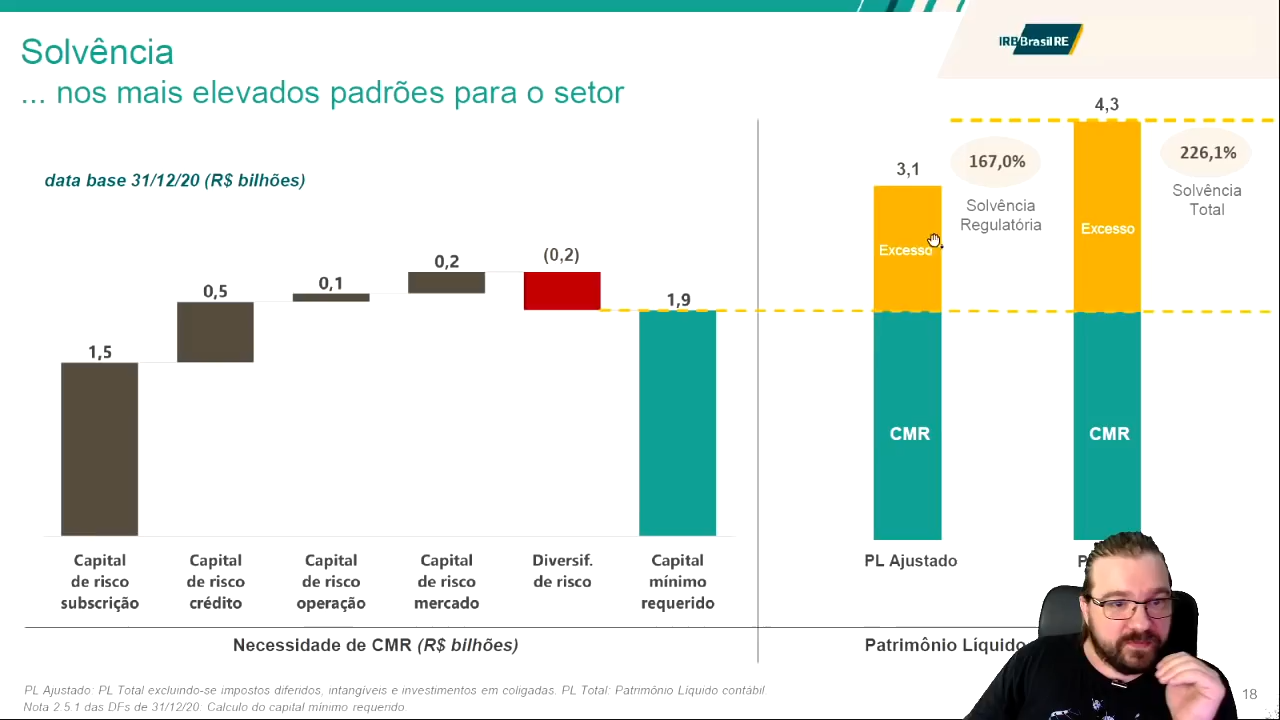 Solvência
... nos mais elevados padrões para o setor
IRB Brasil RE
data base 31/12/20 (R$ bilhões)
1,5
0,5
0,1
0,2
(0,2)
1,9
3,1
4,3
167,0%
Solvência
Regulatória
226,1%
Solvência
Total
Excesso
Excesso
CMR
CMR
Capital
de risco
subscrição
Capital
de risco
crédito
Capital
de risco
operação
Capital
de risco
mercado
Diversif.
de risco
Capital
mínimo
requerido
PL Ajustado
Necessidade de CMR (R$ bilhões)
Patrimônio Líquido
PL Ajustado: PL Total excluindo-se impostos diferidos, intangíveis e investimentos em coligadas. PL Total: Patrimônio Líquido contábil
Nota 2.5.1 das DFs de 31/12/20: Calculo do capital mínimo requerido.
18